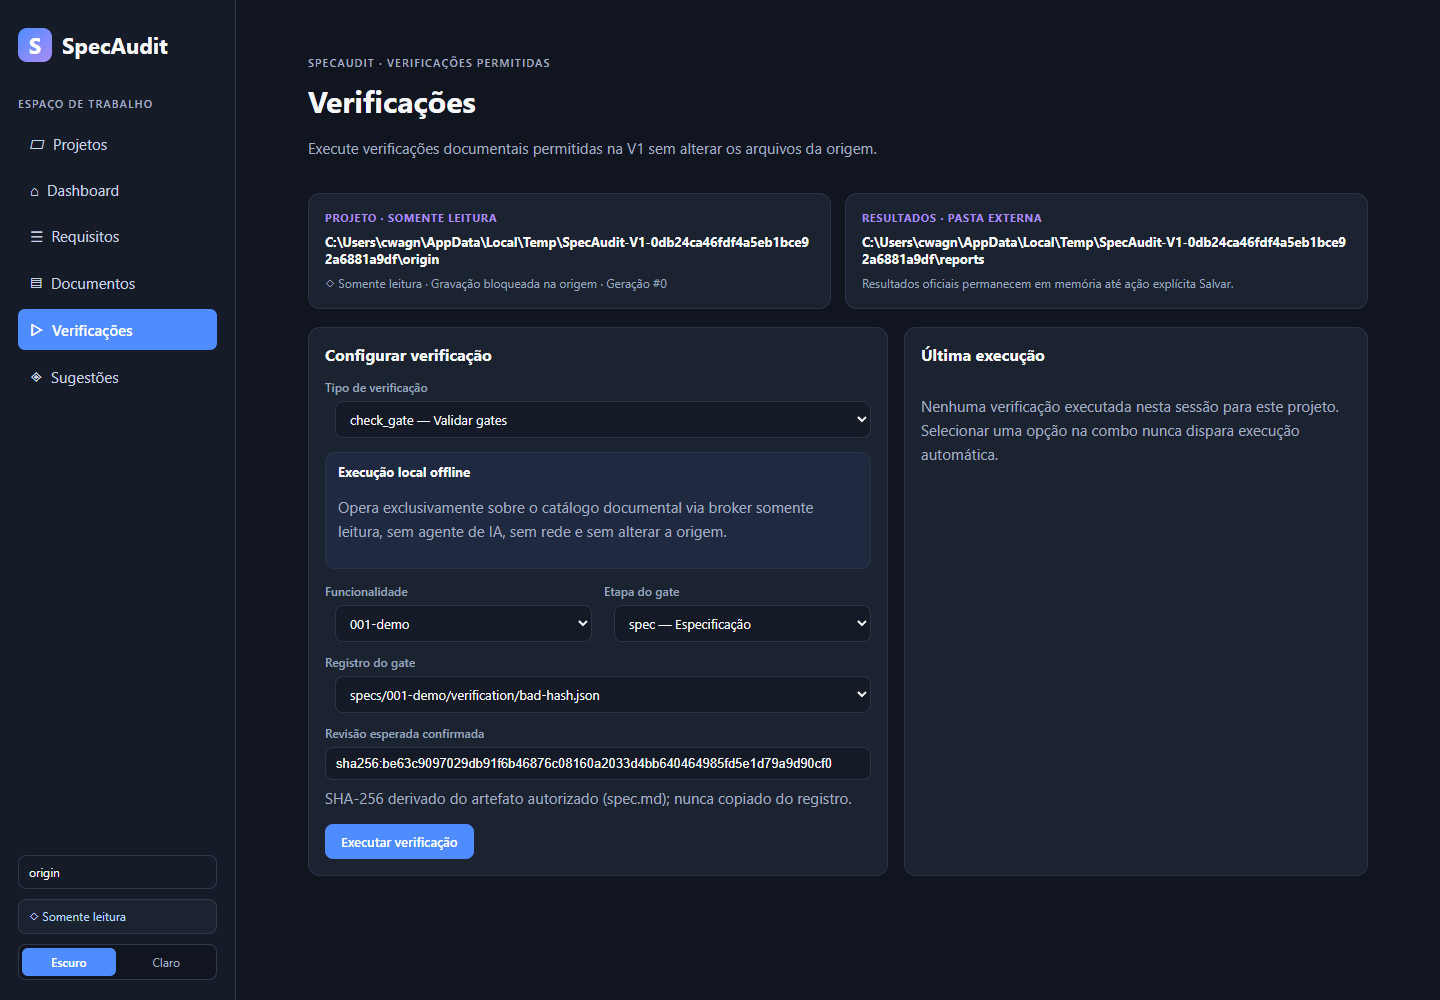 S SpecAudit
ESPAÇO DE TRABALHO
Projetos
Dashboard
Requisitos
Documentos
Verificações
Sugestões
origin
Somente leitura
Escuro
Claro
SPECAUDIT · VERIFICAÇÕES PERMITIDAS
Verificações
Execute verificações documentais permitidas na V1 sem alterar os arquivos da origem.
PROJETO · SOMENTE LEITURA
C:\Users\cwagn\AppData\Local\Temp\SpecAudit-V1-0db24ca46fdf4a5eb1bce9
2a6881a9df\origin
Somente leitura · Gravação bloqueada na origem · Geração #0
RESULTADOS · PASTA EXTERNA
C:\Users\cwagn\AppData\Local\Temp\SpecAudit-V1-0db24ca46fdf4a5eb1bce9
2a6881a9df\reports
Resultados oficiais permanecem em memória até ação explícita Salvar.
Configurar verificação
Tipo de verificação
check_gate — Validar gates
Execução local offline
Opera exclusivamente sobre o catálogo documental via broker somente
leitura, sem agente de IA, sem rede e sem alterar a origem.
Funcionalidade
001-demo
Etapa do gate
spec — Especificação
Registro do gate
specs/001-demo/verification/bad-hash.json
Revisão esperada confirmada
sha256:be63c9097029db91f6b46876c08160a2033d4bb640464985fd5e1d79a9d90cf0
SHA-256 derivado do artefato autorizado (spec.md); nunca copiado do registro.
Executar verificação
Última execução
Nenhuma verificação executada nesta sessão para este projeto.
Selecionar uma opção na combo nunca dispara execução
automática.